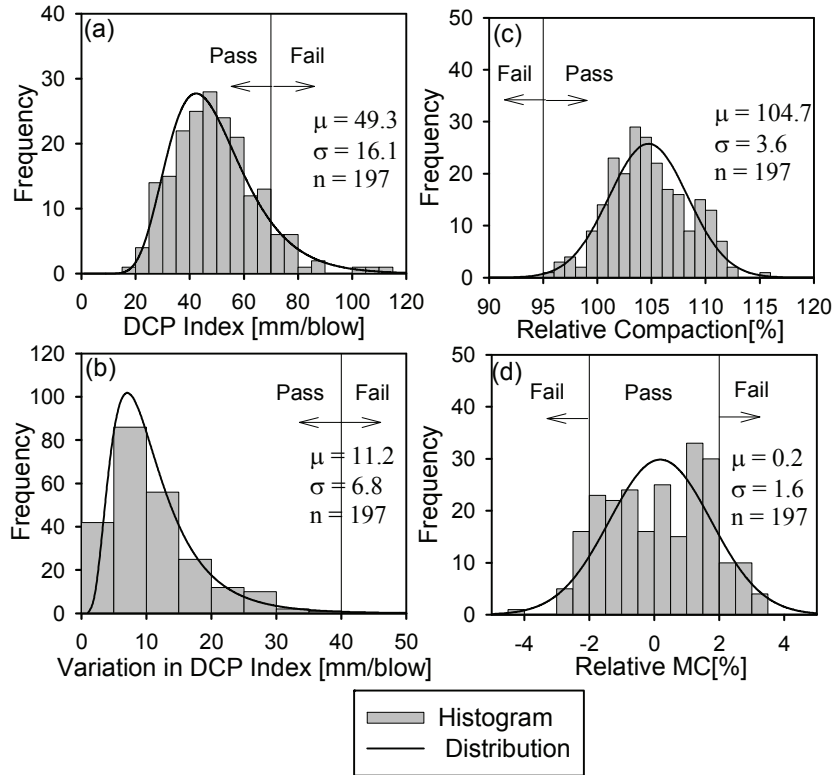 (a)
Pass Fail
μ = 49.3
σ = 16.1
n = 197
Frequency
40
30
20
10
0
0 20 40 60 80 100 120
DCP Index [mm/blow]
(c)
Fail Pass
μ = 104.7
σ = 3.6
n = 197
Frequency
50
40
30
20
10
0
90 95 100 105 110 115 120
Relative Compaction[%]
(b)
Pass Fail
μ = 11.2
σ = 6.8
n = 197
Frequency
120
100
80
60
40
20
0
0 10 20 30 40 50
Variation in DCP Index [mm/blow]
(d)
Fail Pass Fail
μ = 0.2
σ = 1.6
n = 197
Frequency
50
40
30
20
10
0
-4 -2 0 2 4
Relative MC[%]
Histogram
Distribution